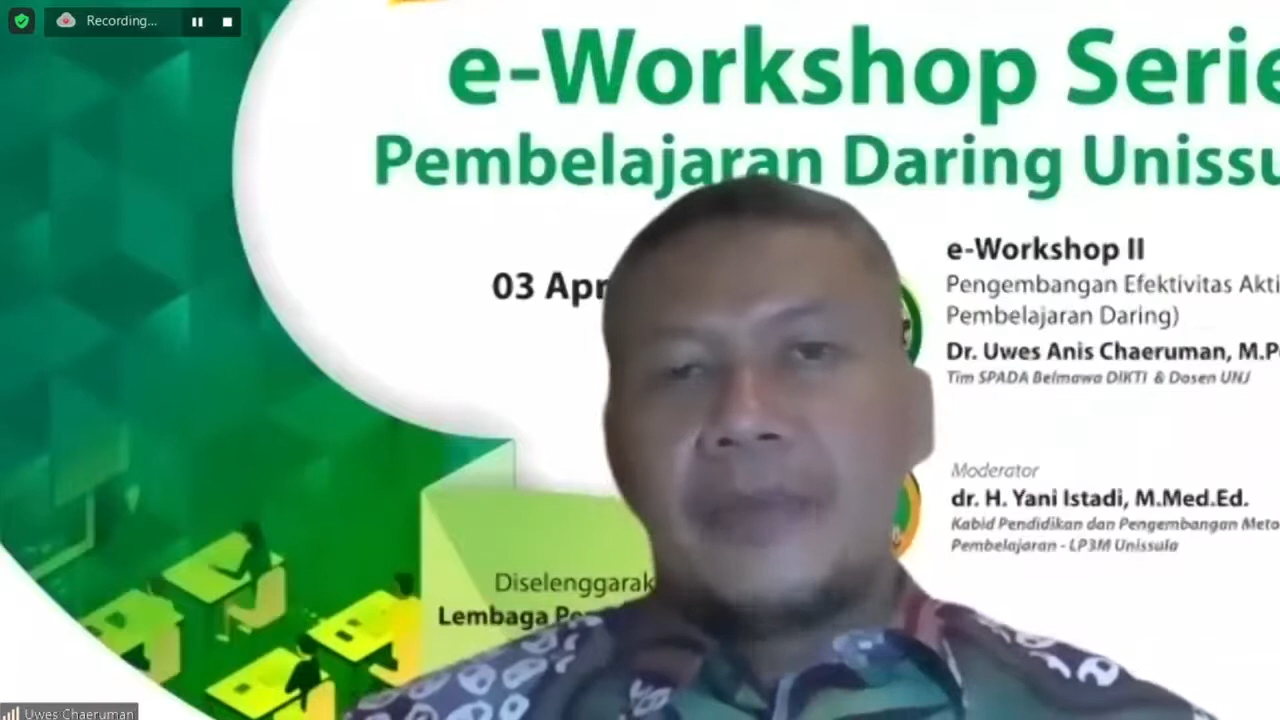 Recording...
e-Workshop Serie
Pembelajaran Daring Unissu
03 Apr
e-Workshop II
Pengembangan Efektivitas Akti
Pembelajaran Daring)
Dr. Uwes Anis Chaeruman, M.Pe
Tim SPADA Belmawa DIKTI & Dosen UNJ
Moderator
dr. H. Yani Istadi, M.Med.Ed.
Kabid Pendidikan dan Pengembangan Meto
Pembelajaran - LP3M Unissula
Diselenggarak
Lembaga Pe
Uwes Chaeruman